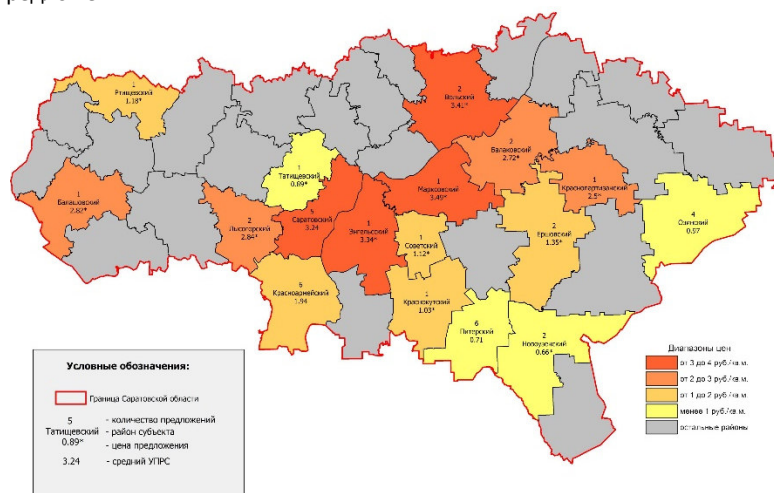 1
Ртищевский
1.18*
2
Вольский
3.41*
2
Балаковский
2.72*
1
Татищевский
0.89*
1
Краснопартизанский
2.5*
1
Марксовский
3.49*
1
Балашовский
2.82*
2
Лысогорский
2.84*
5
Саратовский
3.24
1
Энгельсский
3.34*
1
Советский
1.12*
2
Ершовский
1.35*
4
Озинский
0.97
6
Красноармейский
1.94
1
Краснокутский
1.03*
6
Питерский
0.71
2
Новоузенский
0.66*
Условные обозначения:
Граница Саратовской области
5 - количество предложений
Татищевский - район субъекта
0.89* - цена предложения
3.24 - средний УПРС
Диапазоны цен
от 3 до 4 руб./кв.м.
от 2 до 3 руб./кв.м.
от 1 до 2 руб./кв.м.
менее 1 руб./кв.м.
остальные районы